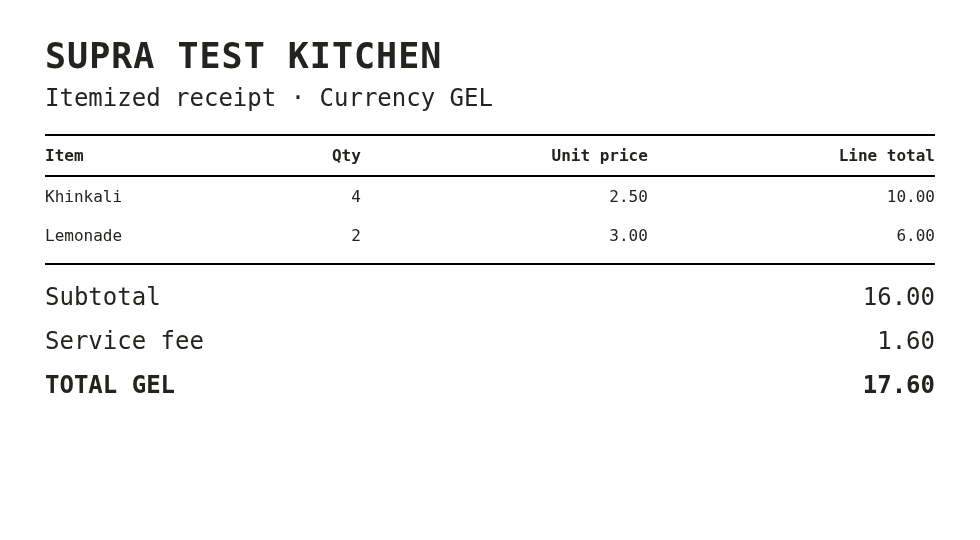 SUPRA TEST KITCHEN
Itemized receipt · Currency GEL
Item Qty Unit price Line total
Khinkali 4 2.50 10.00
Lemonade 2 3.00 6.00
Subtotal 16.00
Service fee 1.60
TOTAL GEL 17.60